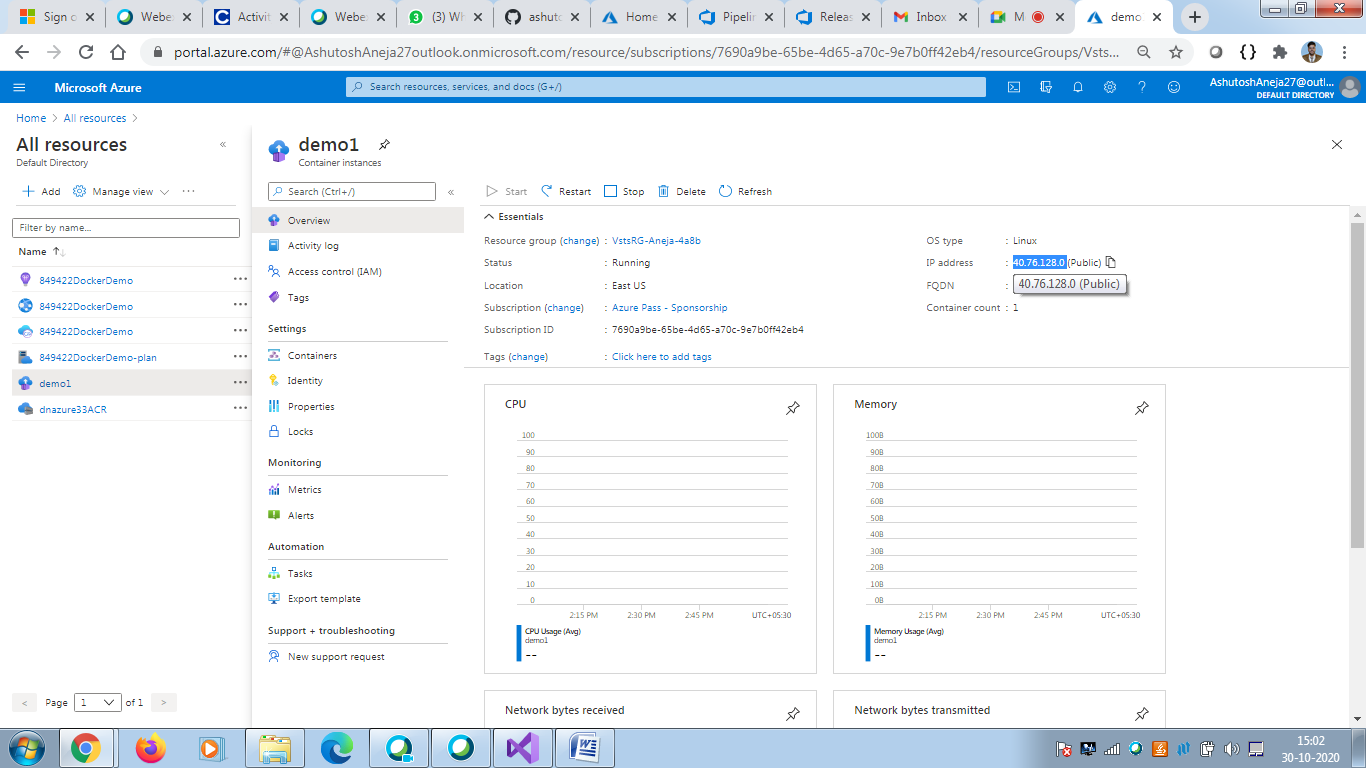 Sign o
Webex
Activit
Webex
(3) Wh
ashuto
Home
Pipelin
Releas
Inbox
M
demo
portal.azure.com/#@AshutoshAneja27outlook.onmicrosoft.com/resource/subscriptions/7690a9be-65be-4d65-a70c-9e7b0ff42eb4/resourceGroups/Vsts...
Microsoft Azure
Search resources, services, and docs (G+/)
AshutoshAneja27@outl...
DEFAULT DIRECTORY
Home > All resources >
All resources
Default Directory
Add
Manage view
Filter by name...
Name
849422DockerDemo
849422DockerDemo
849422DockerDemo
849422DockerDemo-plan
demo1
dnazure33ACR
Page 1 of 1
demo1
Container instances
Search (Ctrl+/)
Overview
Activity log
Access control (IAM)
Tags
Settings
Containers
Identity
Properties
Locks
Monitoring
Metrics
Alerts
Automation
Tasks
Export template
Support + troubleshooting
New support request
Start
Restart
Stop
Delete
Refresh
Essentials
Resource group (change) : VstsRG-Aneja-4a8b
Status : Running
Location : East US
Subscription (change) : Azure Pass - Sponsorship
Subscription ID : 7690a9be-65be-4d65-a70c-9e7b0ff42eb4
Tags (change) : Click here to add tags
OS type : Linux
IP address : 40.76.128.0 (Public)
FQDN :
40.76.128.0 (Public)
Container count : 1
CPU
100
90
80
70
60
50
40
30
20
10
0
2:15 PM 2:30 PM 2:45 PM UTC+05:30
CPU Usage (Avg)
demo1
--
Memory
100B
90B
80B
70B
60B
50B
40B
30B
20B
10B
0B
2:15 PM 2:30 PM 2:45 PM UTC+05:30
Memory Usage (Avg)
demo1
--
Network bytes received
Network bytes transmitted
15:02
30-10-2020